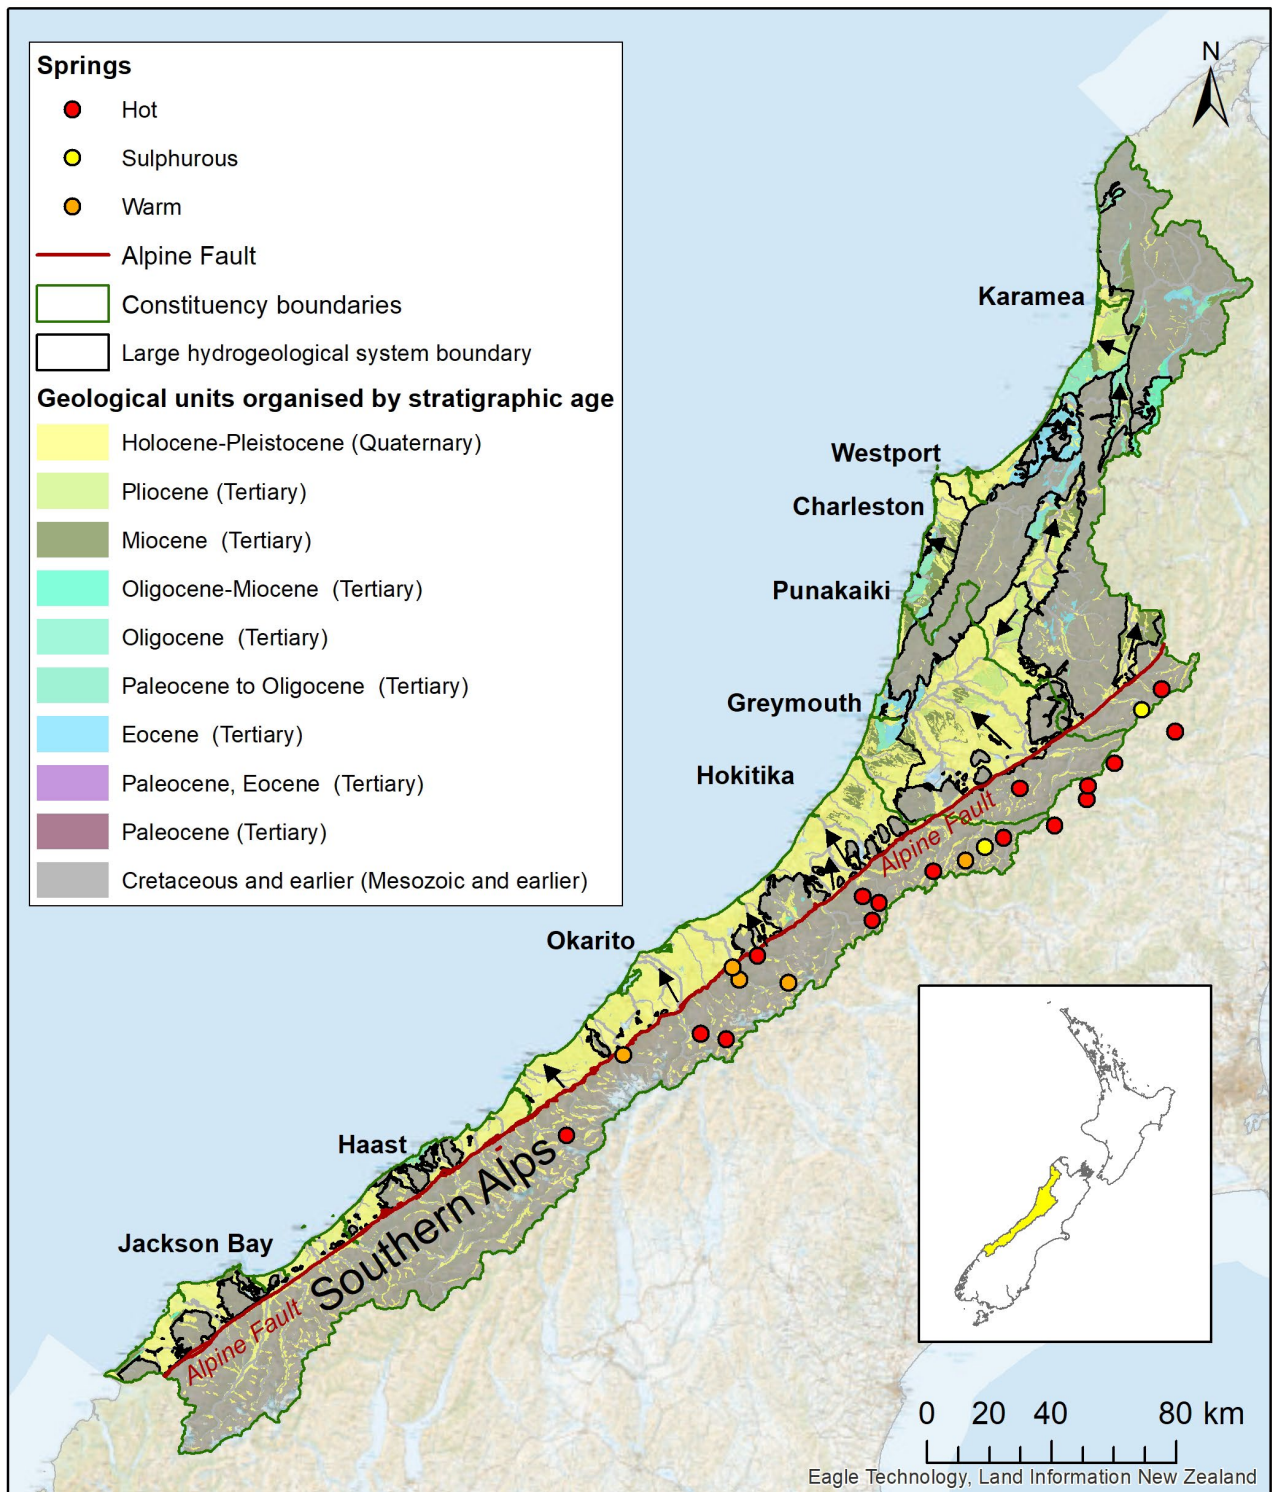 Springs
Hot
Sulphurous
Warm
Alpine Fault
Constituency boundaries
Large hydrogeological system boundary
Geological units organised by stratigraphic age
Holocene-Pleistocene (Quaternary)
Pliocene (Tertiary)
Miocene (Tertiary)
Oligocene-Miocene (Tertiary)
Oligocene (Tertiary)
Paleocene to Oligocene (Tertiary)
Eocene (Tertiary)
Paleocene, Eocene (Tertiary)
Paleocene (Tertiary)
Cretaceous and earlier (Mesozoic and earlier)
N
Karamea
Westport
Charleston
Punakaiki
Greymouth
Hokitika
Alpine Fault
Okarito
Haast
Southern Alps
Jackson Bay
Alpine Fault
0 20 40 80 km
Eagle Technology, Land Information New Zealand